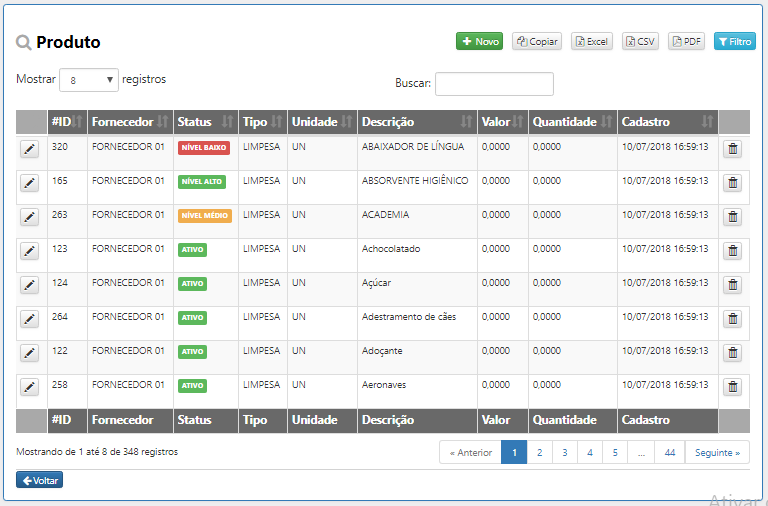 Produto
Novo Copiar Excel CSV PDF Filtro
Mostrar 8 registros
Buscar:
#ID Fornecedor Status Tipo Unidade Descrição Valor Quantidade Cadastro
320 FORNECEDOR 01 NÍVEL BAIXO LIMPESA UN ABAIXADOR DE LÍNGUA 0,0000 0,0000 10/07/2018 16:59:13
165 FORNECEDOR 01 NÍVEL ALTO LIMPESA UN ABSORVENTE HIGIÊNICO 0,0000 0,0000 10/07/2018 16:59:13
263 FORNECEDOR 01 NÍVEL MÉDIO LIMPESA UN ACADEMIA 0,0000 0,0000 10/07/2018 16:59:13
123 FORNECEDOR 01 ATIVO LIMPESA UN Achocolatado 0,0000 0,0000 10/07/2018 16:59:13
124 FORNECEDOR 01 ATIVO LIMPESA UN Açúcar 0,0000 0,0000 10/07/2018 16:59:13
264 FORNECEDOR 01 ATIVO LIMPESA UN Adestramento de cães 0,0000 0,0000 10/07/2018 16:59:13
122 FORNECEDOR 01 ATIVO LIMPESA UN Adoçante 0,0000 0,0000 10/07/2018 16:59:13
258 FORNECEDOR 01 ATIVO LIMPESA UN Aeronaves 0,0000 0,0000 10/07/2018 16:59:13
#ID Fornecedor Status Tipo Unidade Descrição Valor Quantidade Cadastro
Mostrando de 1 até 8 de 348 registros
« Anterior 1 2 3 4 5 ... 44 Seguinte »
Voltar
Ativar